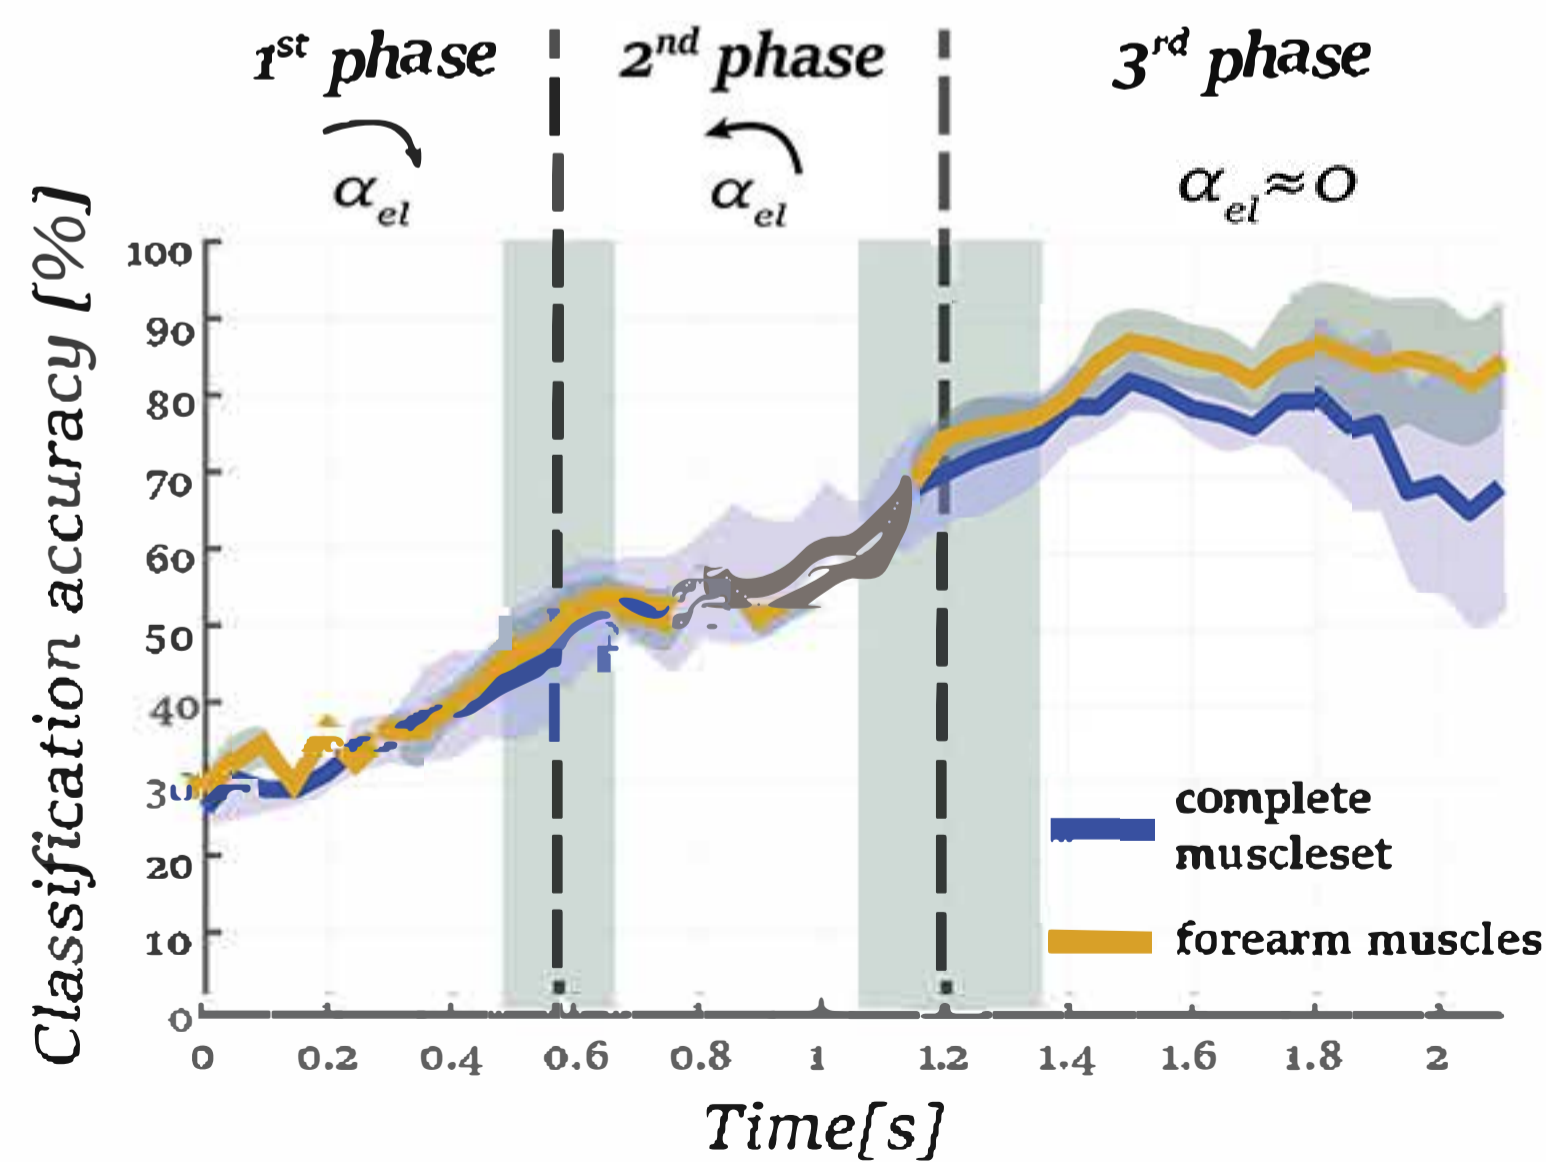 1st phase
2nd phase
3rd phase
αel
αel
αel≈0
Classification accuracy [%]
100
90
80
70
60
50
40
30
20
10
0
0 0.2 0.4 0.6 0.8 1 1.2 1.4 1.6 1.8 2
Time[s]
complete
muscleset
forearm muscles